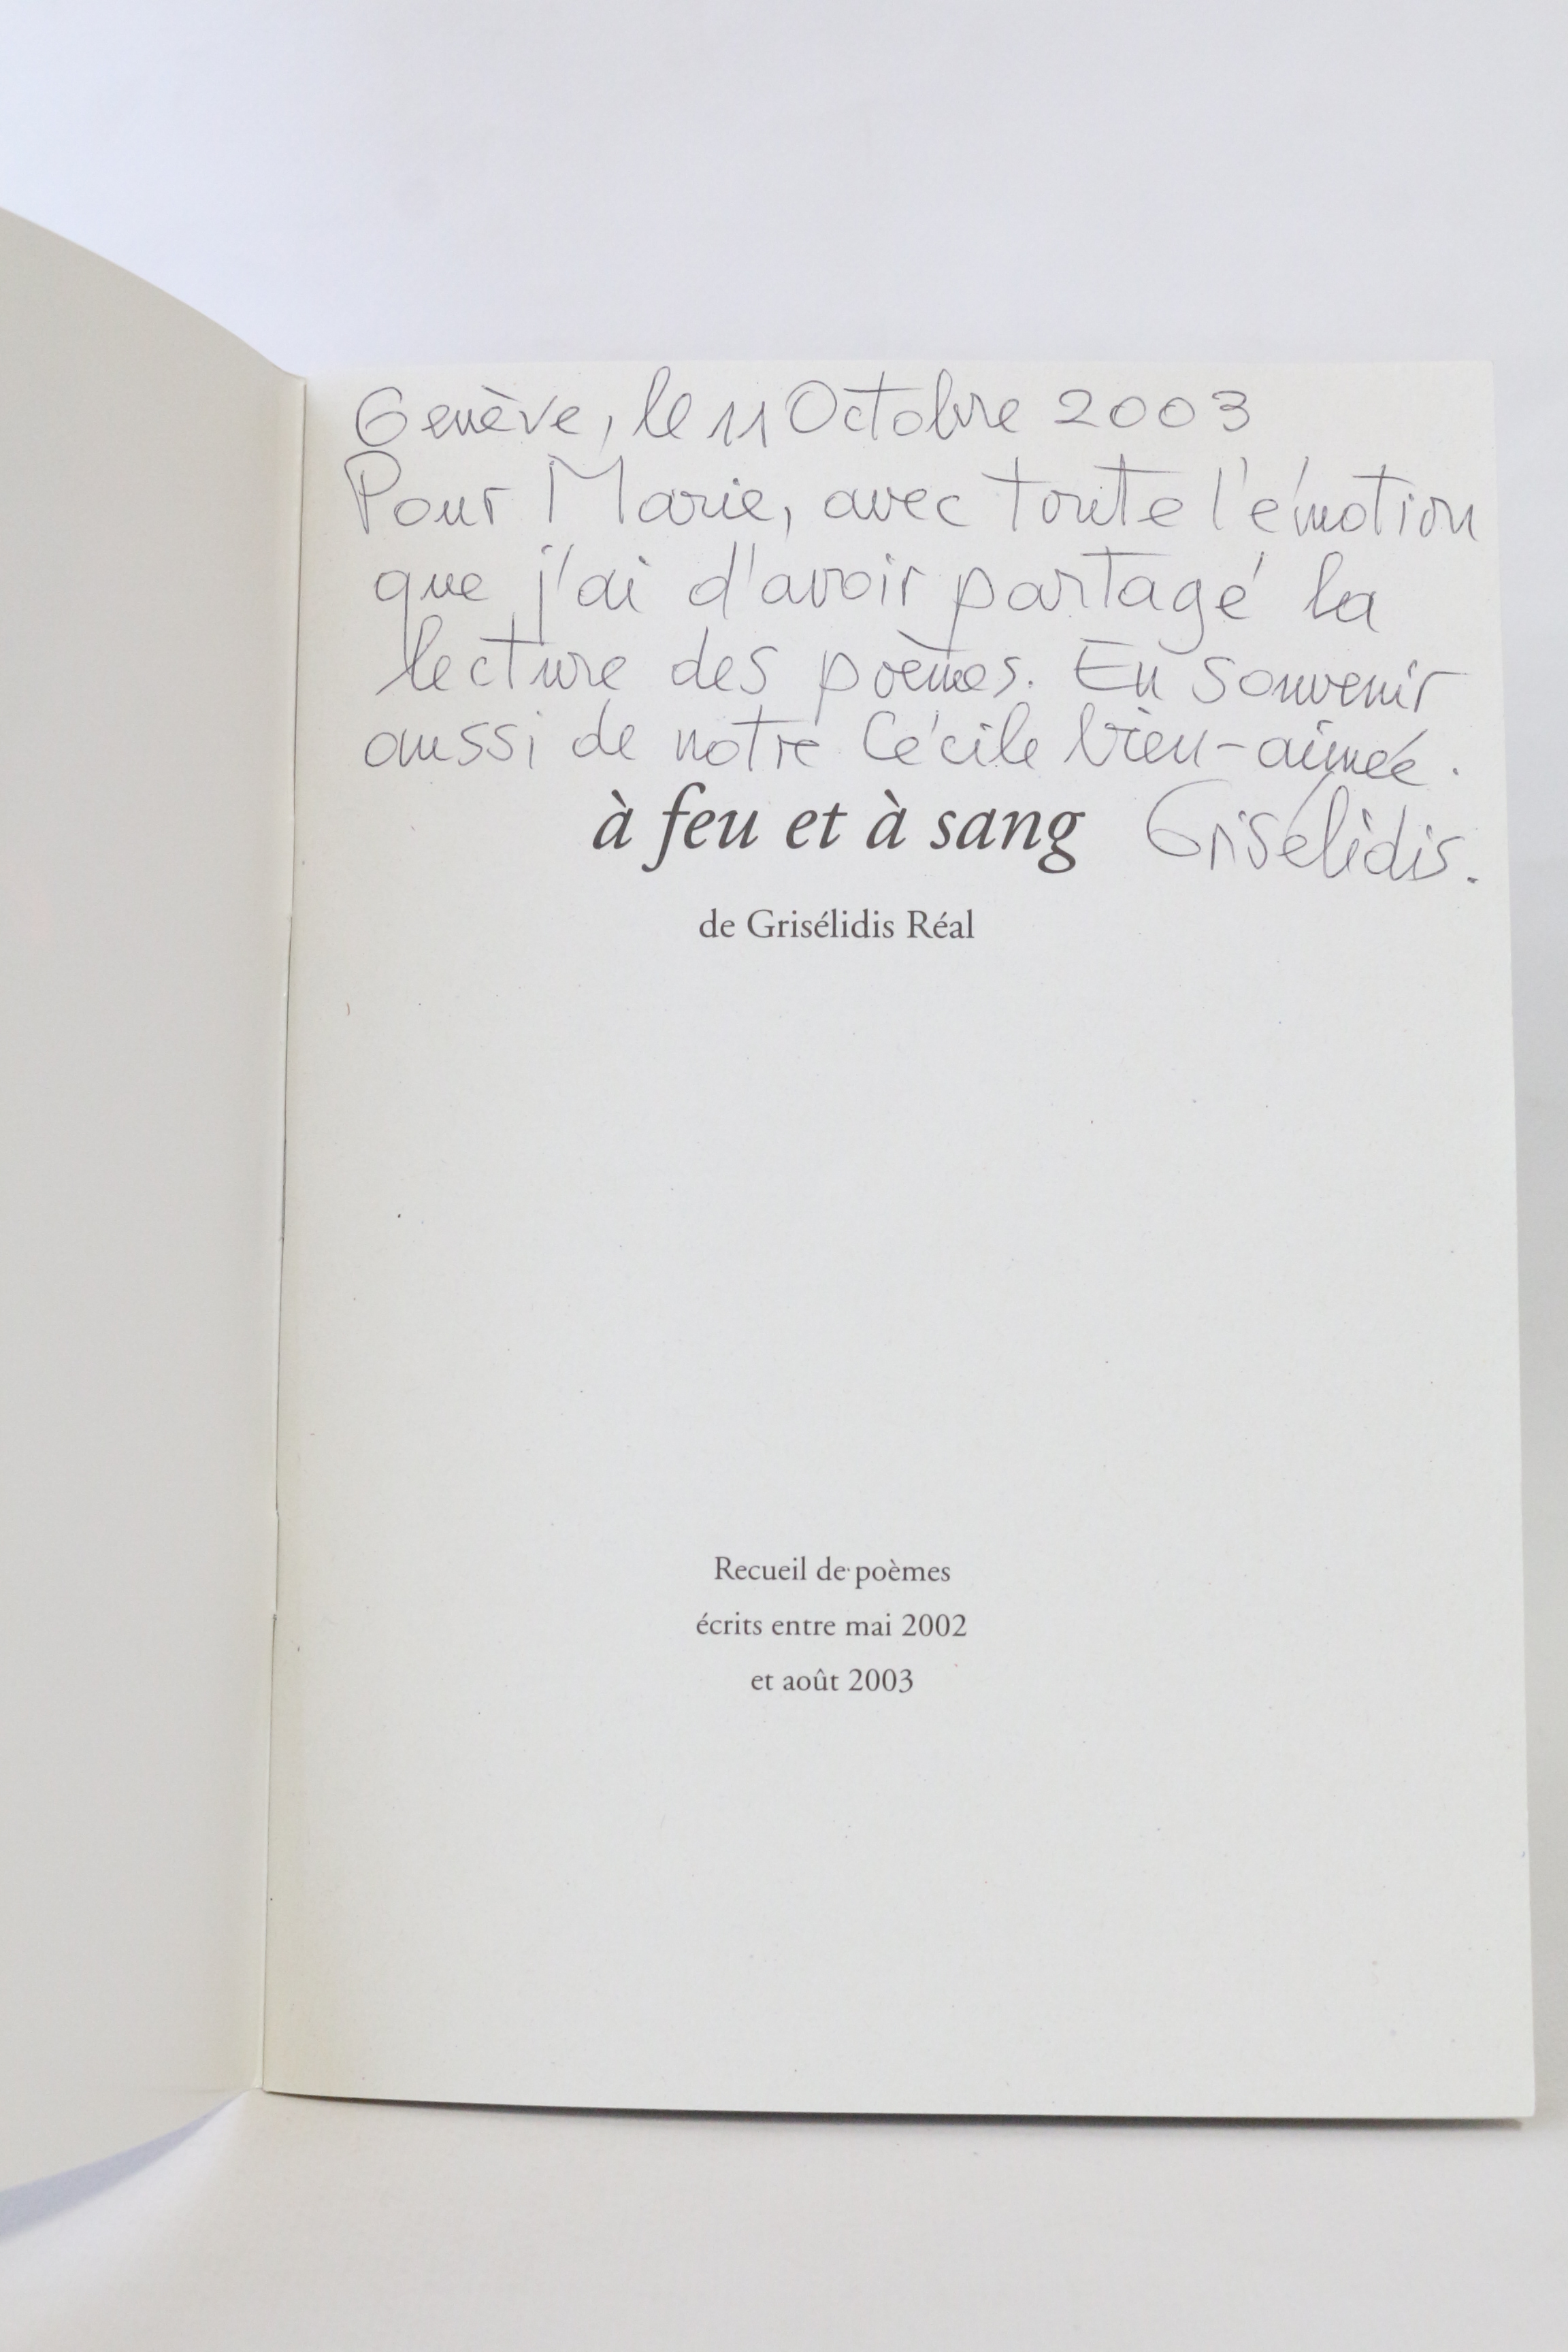 Genève, le 11 Octobre 2003
Pour Marie, avec toute l'émotion
que j'ai d'avoir partagé la
lecture des poèmes. En souvenir
aussi de notre Cécile bien-aimée.
Grisélidis.
à feu et à sang
de Grisélidis Réal
Recueil de poèmes
écrits entre mai 2002
et août 2003